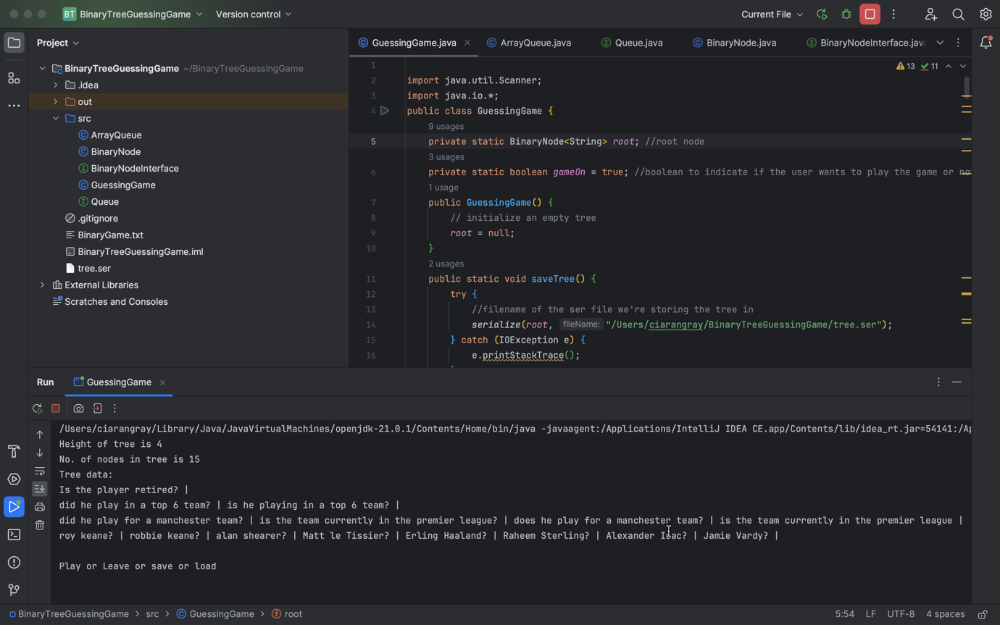 BT BinaryTreeGuessingGame Version control Current File
Project
BinaryTreeGuessingGame ~/BinaryTreeGuessingGame
.idea
out
src
ArrayQueue
BinaryNode
BinaryNodeInterface
GuessingGame
Queue
.gitignore
BinaryGame.txt
BinaryTreeGuessingGame.iml
tree.ser
External Libraries
Scratches and Consoles
GuessingGame.java ArrayQueue.java Queue.java BinaryNode.java BinaryNodeInterface.java
13 11
1
2 import java.util.Scanner;
3 import java.io.*;
4 public class GuessingGame {
9 usages
5 private static BinaryNode<String> root; //root node
3 usages
6 private static boolean gameOn = true; //boolean to indicate if the user wants to play the game or no
1 usage
7 public GuessingGame() {
8 // initialize an empty tree
9 root = null;
10 }
2 usages
11 public static void saveTree() {
12 try {
13 //filename of the ser file we're storing the tree in
14 serialize(root, fileName: "/Users/ciarangray/BinaryTreeGuessingGame/tree.ser");
15 } catch (IOException e) {
16 e.printStackTrace();
Run GuessingGame
/Users/ciarangray/Library/Java/JavaVirtualMachines/openjdk-21.0.1/Contents/Home/bin/java -javaagent:/Applications/IntelliJ IDEA CE.app/Contents/lib/idea_rt.jar=54141:/Ap
Height of tree is 4
No. of nodes in tree is 15
Tree data:
Is the player retired? |
did he play in a top 6 team? | is he playing in a top 6 team? |
did he play for a manchester team? | is the team currently in the premier league? | does he play for a manchester team? | is the team currently in the premier league |
roy keane? | robbie keane? | alan shearer? | Matt le Tissier? | Erling Haaland? | Raheem Sterling? | Alexander Isac? | Jamie Vardy? |
Play or Leave or save or load
BinaryTreeGuessingGame > src > GuessingGame > root 5:54 LF UTF-8 4 spaces